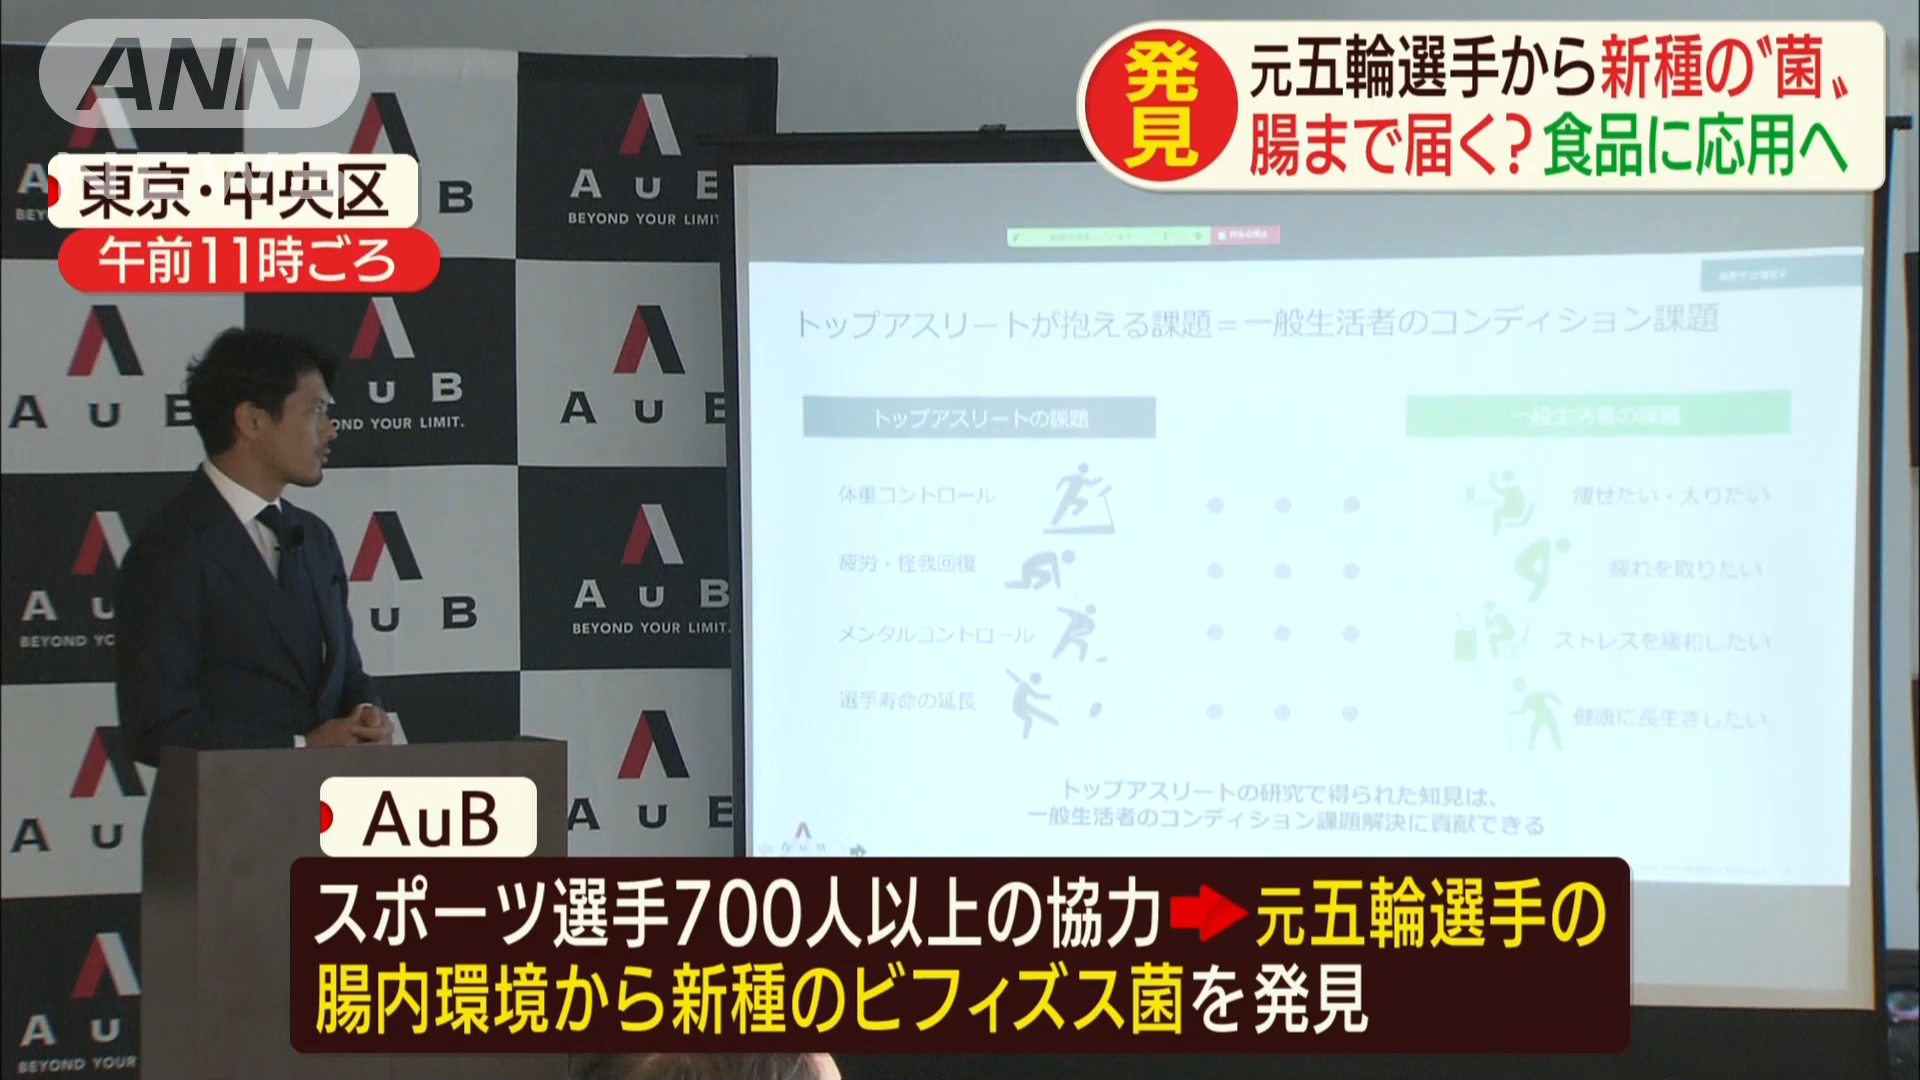 ANN
NEWS
東京・中央区
午前11時ごろ
発見
元五輪選手から新種の〝菌〟
腸まで届く?食品に応用へ
AuB
BEYOND YOUR LIMIT.
トップアスリートが抱える課題＝一般生活者のコンディション課題
トップアスリートの課題
一般生活者の課題
体重コントロール
痩せたい・太りたい
疲労・怪我回復
疲れを取りたい
メンタルコントロール
ストレスを緩和したい
選手寿命の延長
健康に長生きしたい
トップアスリートの研究で得られた知見は、
一般生活者のコンディション課題解決に貢献できる
AuB
スポーツ選手700人以上の協力➡元五輪選手の
腸内環境から新種のビフィズス菌を発見